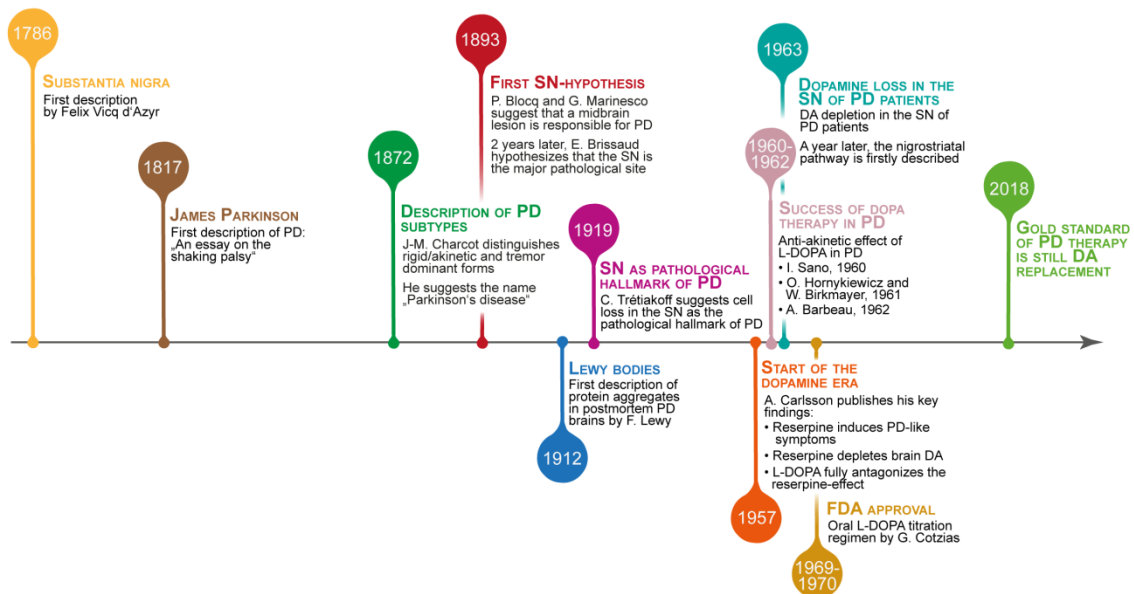 1786
SUBSTANTIA NIGRA
First description
by Felix Vicq d'Azyr
1817
JAMES PARKINSON
First description of PD:
„An essay on the
shaking palsy“
1872
DESCRIPTION OF PD
SUBTYPES
J-M. Charcot distinguishes
rigid/akinetic and tremor
dominant forms
He suggests the name
„Parkinson's disease“
1893
FIRST SN-HYPOTHESIS
P. Blocq and G. Marinesco
suggest that a midbrain
lesion is responsible for PD
2 years later, E. Brissaud
hypothesizes that the SN is
the major pathological site
1912
LEWY BODIES
First description of
protein aggregates
in postmortem PD
brains by F. Lewy
1919
SN AS PATHOLOGICAL
HALLMARK OF PD
C. Trétiakoff suggests cell
loss in the SN as the
pathological hallmark of PD
1957
START OF THE
DOPAMINE ERA
A. Carlsson publishes his key
findings:
• Reserpine induces PD-like
symptoms
• Reserpine depletes brain DA
• L-DOPA fully antagonizes the
reserpine-effect
1960-
1962
SUCCESS OF DOPA
THERAPY IN PD
Anti-akinetic effect of
L-DOPA in PD
• I. Sano, 1960
• O. Hornykiewicz and
W. Birkmayer, 1961
• A. Barbeau, 1962
1963
DOPAMINE LOSS IN THE
SN OF PD PATIENTS
DA depletion in the SN of
PD patients
A year later, the nigrostriatal
pathway is firstly described
1969-
1970
FDA APPROVAL
Oral L-DOPA titration
regimen by G. Cotzias
2018
GOLD STANDARD
OF PD THERAPY
IS STILL DA
REPLACEMENT